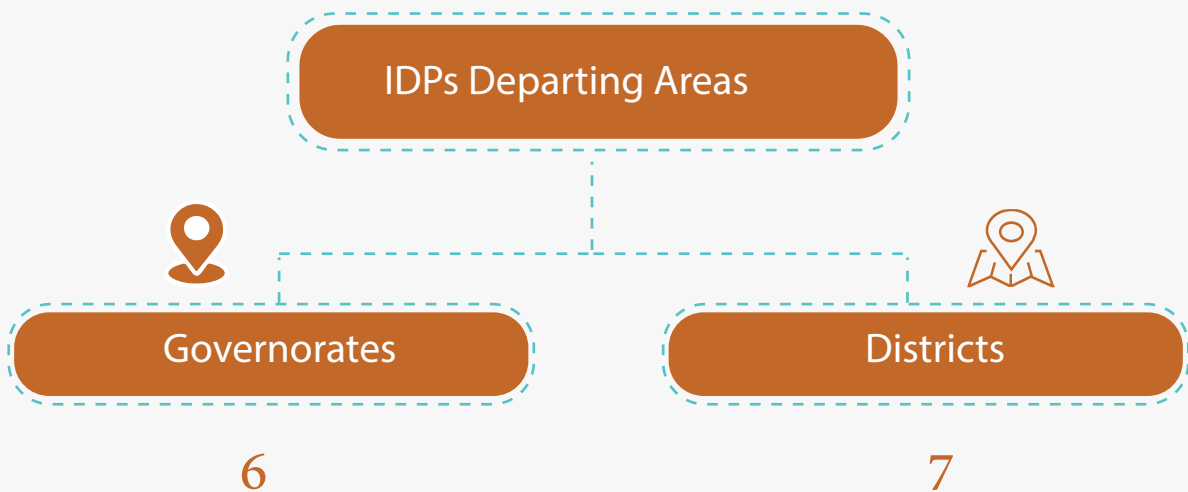 IDPs Departing Areas
Governorates
Districts
6
7